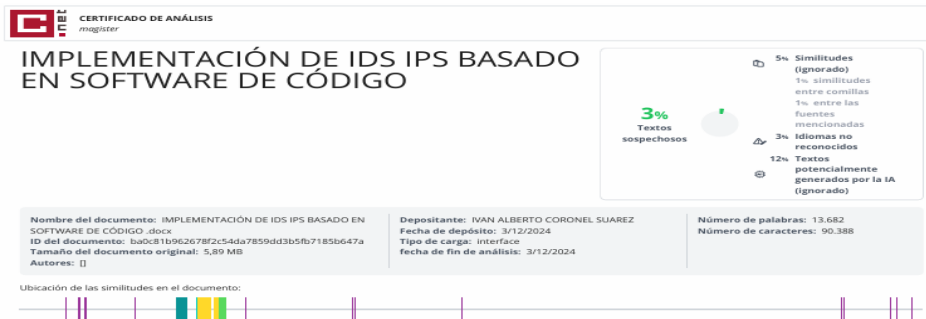 CERTIFICADO DE ANÁLISIS
magister
IMPLEMENTACIÓN DE IDS IPS BASADO
EN SOFTWARE DE CÓDIGO
3%
Textos
sospechosos
5% Similitudes
(ignorado)
1% similitudes
entre comillas
1% entre las
fuentes
mencionadas
3% Idiomas no
reconocidos
12% Textos
potencialmente
generados por la IA
(ignorado)
Nombre del documento: IMPLEMENTACIÓN DE IDS IPS BASADO EN
SOFTWARE DE CÓDIGO .docx
ID del documento: ba0c81b962678f2c54da7859dd3b5fb7185b647a
Tamaño del documento original: 5,89 MB
Autores: []
Depositante: IVAN ALBERTO CORONEL SUAREZ
Fecha de depósito: 3/12/2024
Tipo de carga: interface
fecha de fin de análisis: 3/12/2024
Número de palabras: 13.682
Número de caracteres: 90.388
Ubicación de las similitudes en el documento: